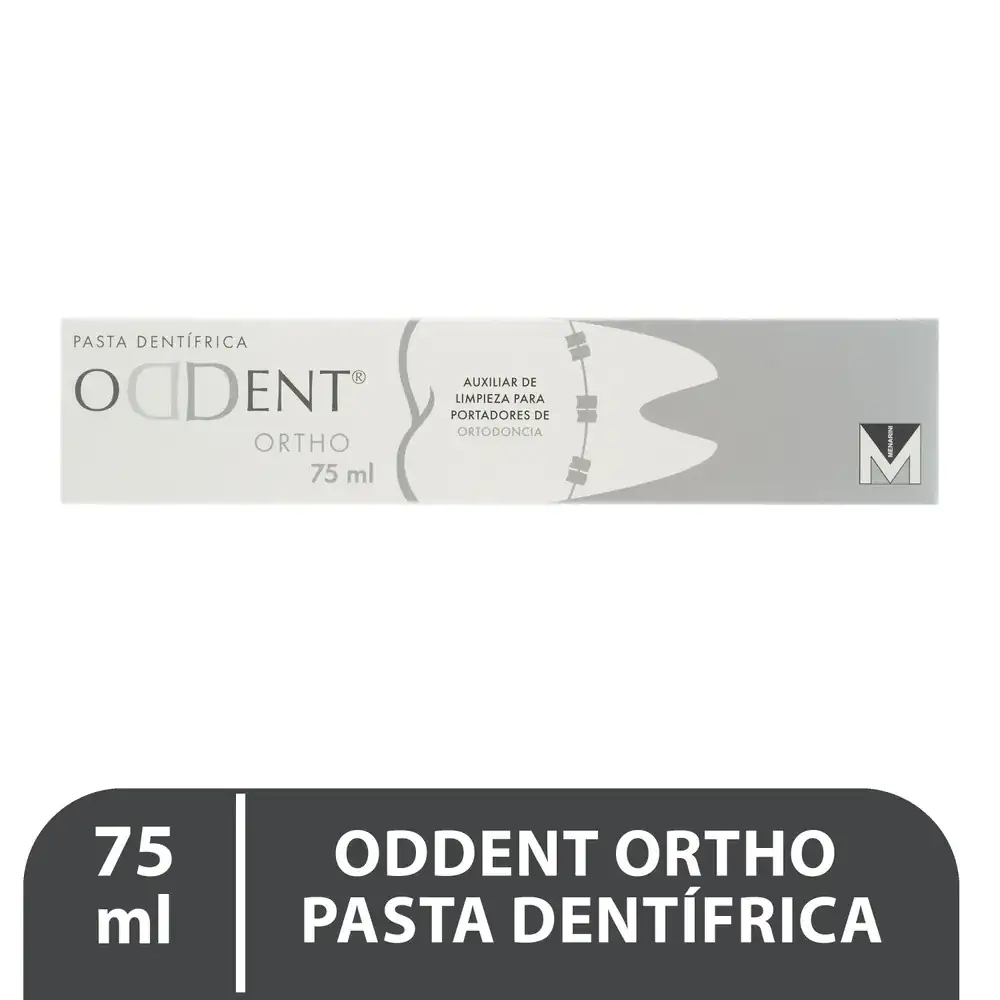 PASTA DENTÍFRICA
ODDENT®
ORTHO
75 ml
AUXILIAR DE
LIMPIEZA PARA
PORTADORES DE
ORTODONCIA
MENARINI
M
75
ml
ODDENT ORTHO
PASTA DENTÍFRICA